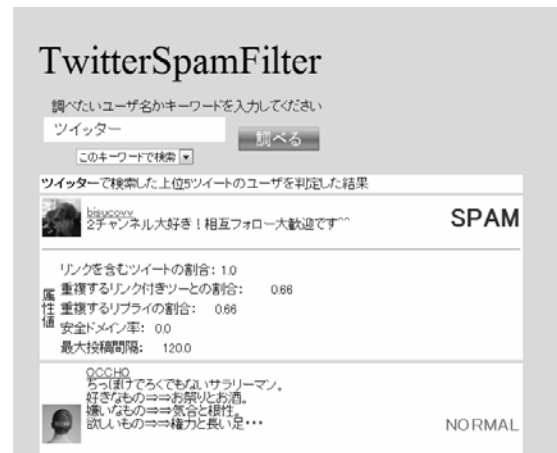 TwitterSpamFilter
調べたいユーザ名かキーワードを入力してください
ツイッター
調べる
このキーワードで検索
ツイッターで検索した上位5ツイートのユーザを判定した結果
bisucovv
SPAM
2チャンネル大好き!相互フォロー大歓迎です^^
属性値
リンクを含むツイートの割合: 1.0
重複するリンク付きツーとの割合: 0.66
重複するリプライの割合: 0.66
安全ドメイン率: 0.0
最大投稿間隔: 120.0
OCCHO
ちっぽけでろくでもないサラリーマン。
好きなもの⇒⇒お祭りとお酒。
嫌いなもの⇒⇒気合と根性。
欲しいもの⇒⇒権力と長い足・・・
NORMAL